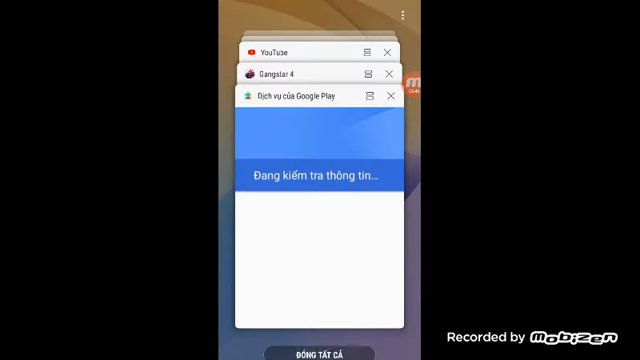 YouTube
Gangstar 4
Dịch vụ của Google Play
Đang kiểm tra thông tin...
ĐÓNG TẤT CẢ
Recorded by mobizen